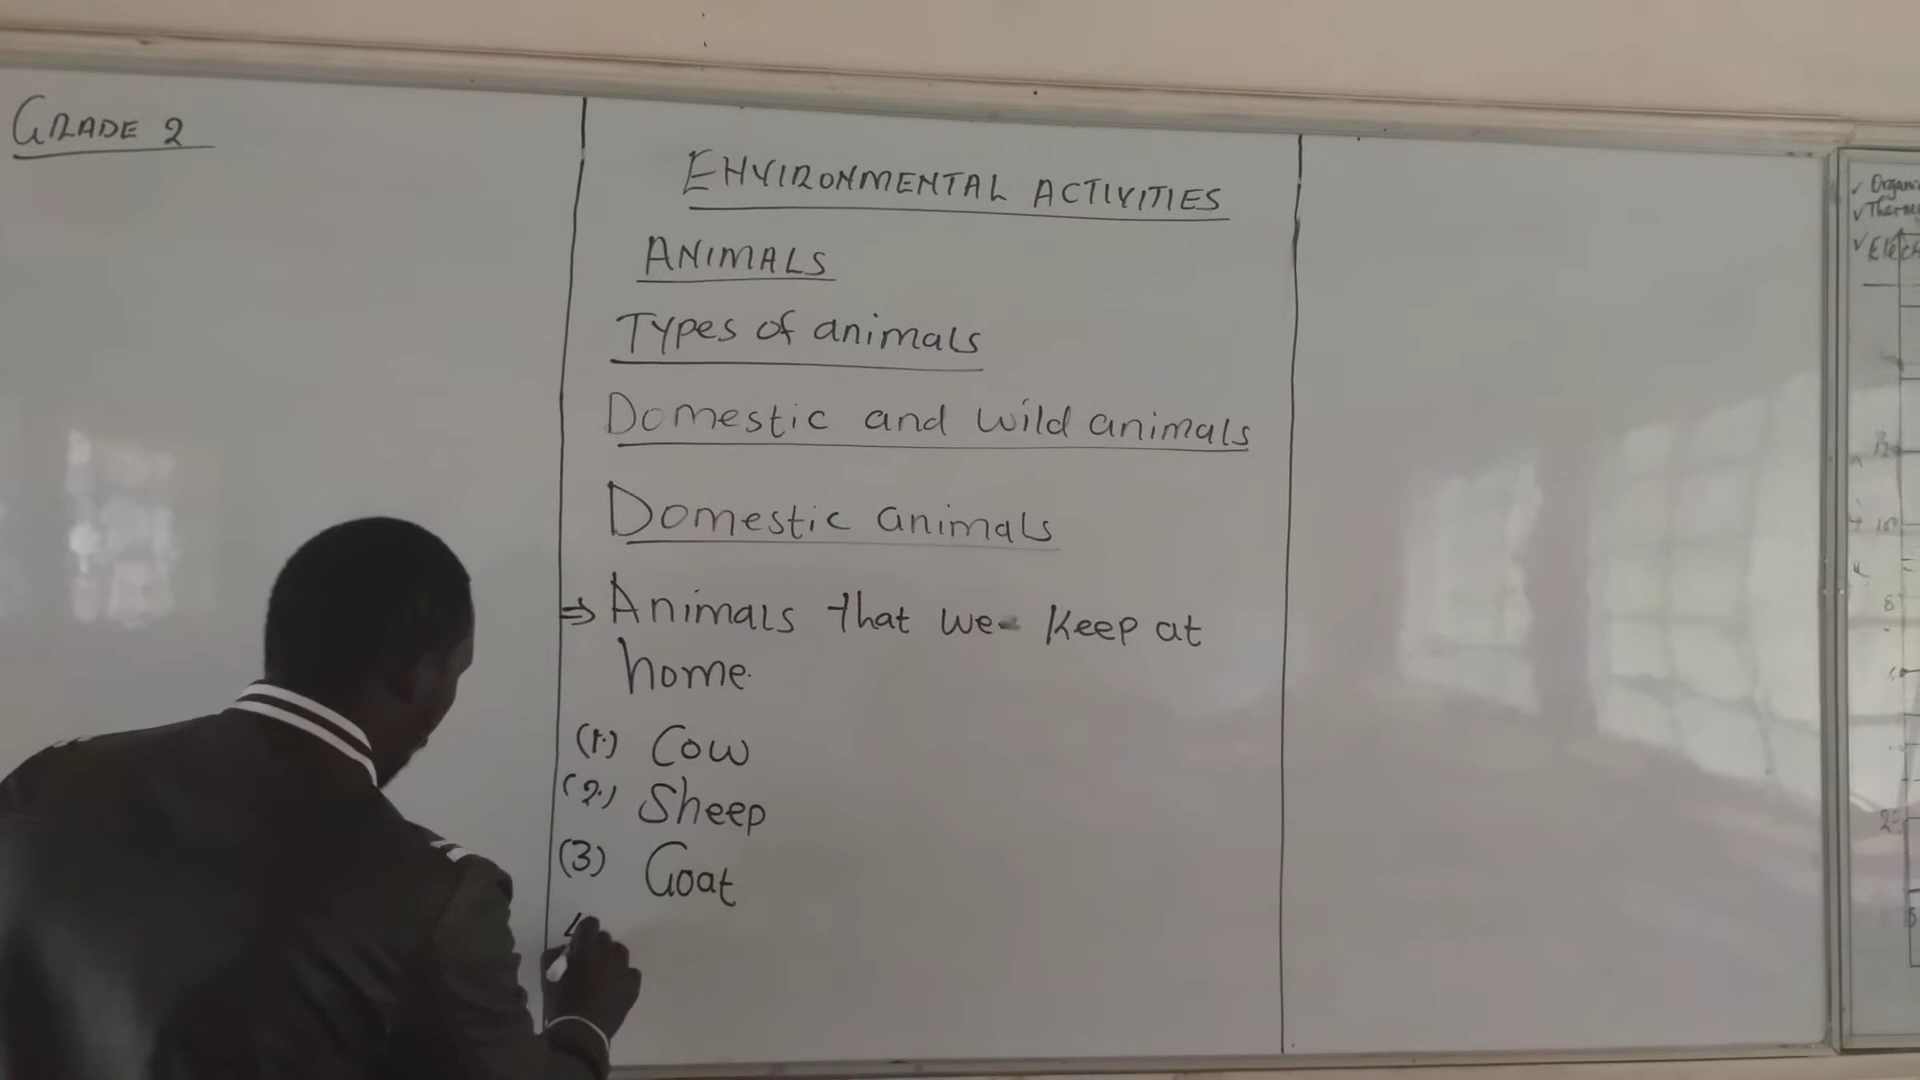 GRADE 2
ENVIRONMENTAL ACTIVITIES
ANIMALS
Types of animals
Domestic and wild animals
Domestic animals
⇒ Animals that we keep at
home.
(1.) Cow
(2.) Sheep
(3) Goat